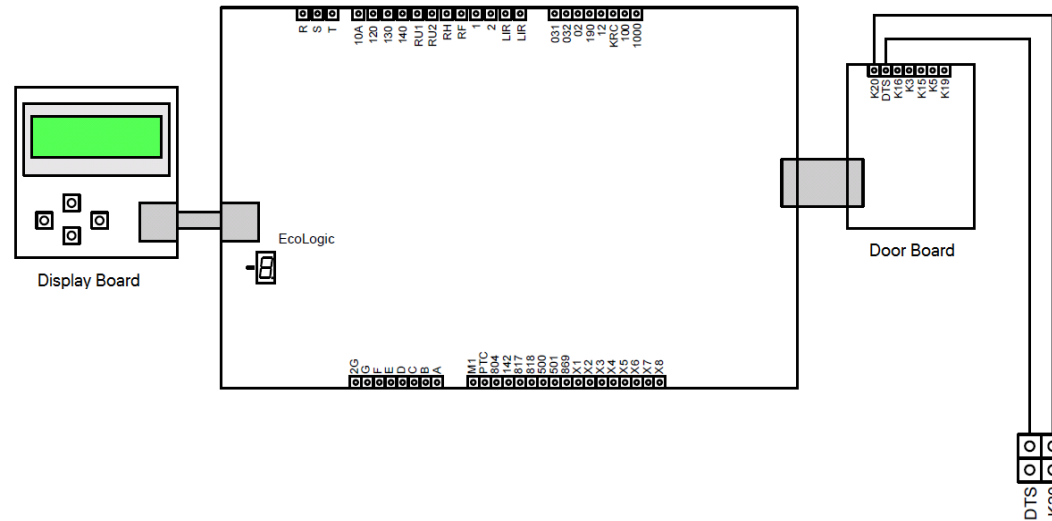 R S T 10A 120 130 140 RU1 RU2 RH RF 1 2 LIR LIR 031 032 02 190 12 KRC 100 1000
K20 DTS K16 K3 K15 K5 K19
EcoLogic
Door Board
Display Board
2G G F E D C B A M1 PTC 804 142 817 818 500 501 869 X1 X2 X3 X4 X5 X6 X7 X8
DTS